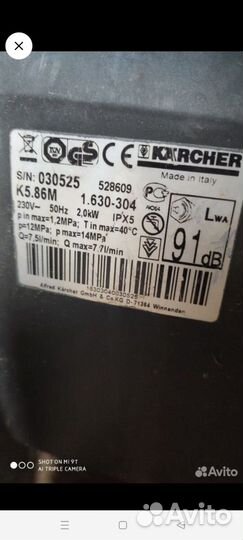 KÄRCHER
Made in Italy
S/N: 030525 528609
K5.86M 1.630-304
230V~ 50Hz 2,0kW IPX5
p in max=1,2MPa; T in max=40°C
p=12MPa; p max=14MPa
Q=7.5l/min; Q max=7.7l/min
LWA
91 dB
Alfred Kärcher GmbH & Co.KG D-71364 Winnenden
SHOT ON MI 9T
AI TRIPLE CAMERA
Avito
Avito